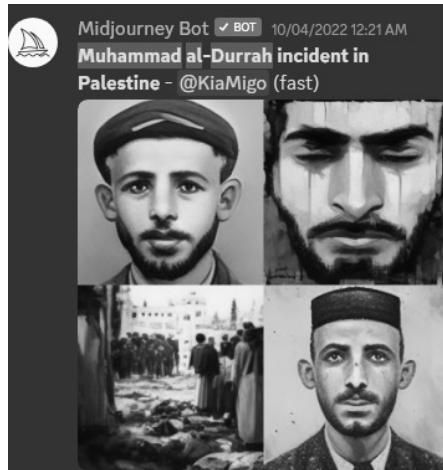 Midjourney Bot ✓ BOT 10/04/2022 12:21 AM
Muhammad al-Durrah incident in
Palestine - @KiaMigo (fast)